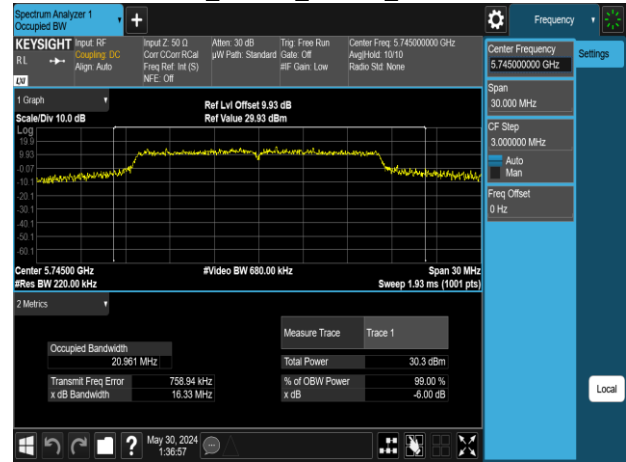 Spectrum Analyzer 1
Occupied BW
Frequency
KEYSIGHT
RL
LXI
Input: RF
Coupling: DC
Align: Auto
Input Z: 50 Ω
Corr CCorr RCal
Freq Ref: Int (S)
NFE: Off
Atten: 30 dB
µW Path: Standard
Trig: Free Run
Gate: Off
#IF Gain: Low
Center Freq: 5.745000000 GHz
Avg|Hold: 10/10
Radio Std: None
Center Frequency
5.745000000 GHz
Settings
Span
30.000 MHz
CF Step
3.000000 MHz
Auto
Man
Freq Offset
0 Hz
Local
1 Graph
Scale/Div 10.0 dB
Ref Lvl Offset 9.93 dB
Ref Value 29.93 dBm
Log
19.9
9.93
-0.07
-10.1
-20.1
-30.1
-40.1
-50.1
-60.1
Center 5.74500 GHz
#Video BW 680.00 kHz
Span 30 MHz
#Res BW 220.00 kHz
Sweep 1.93 ms (1001 pts)
2 Metrics
Measure Trace
Trace 1
Occupied Bandwidth
20.961 MHz
Total Power
30.3 dBm
Transmit Freq Error
758.94 kHz
% of OBW Power
99.00 %
x dB Bandwidth
16.33 MHz
x dB
-6.00 dB
?
May 30, 2024
1:36:57